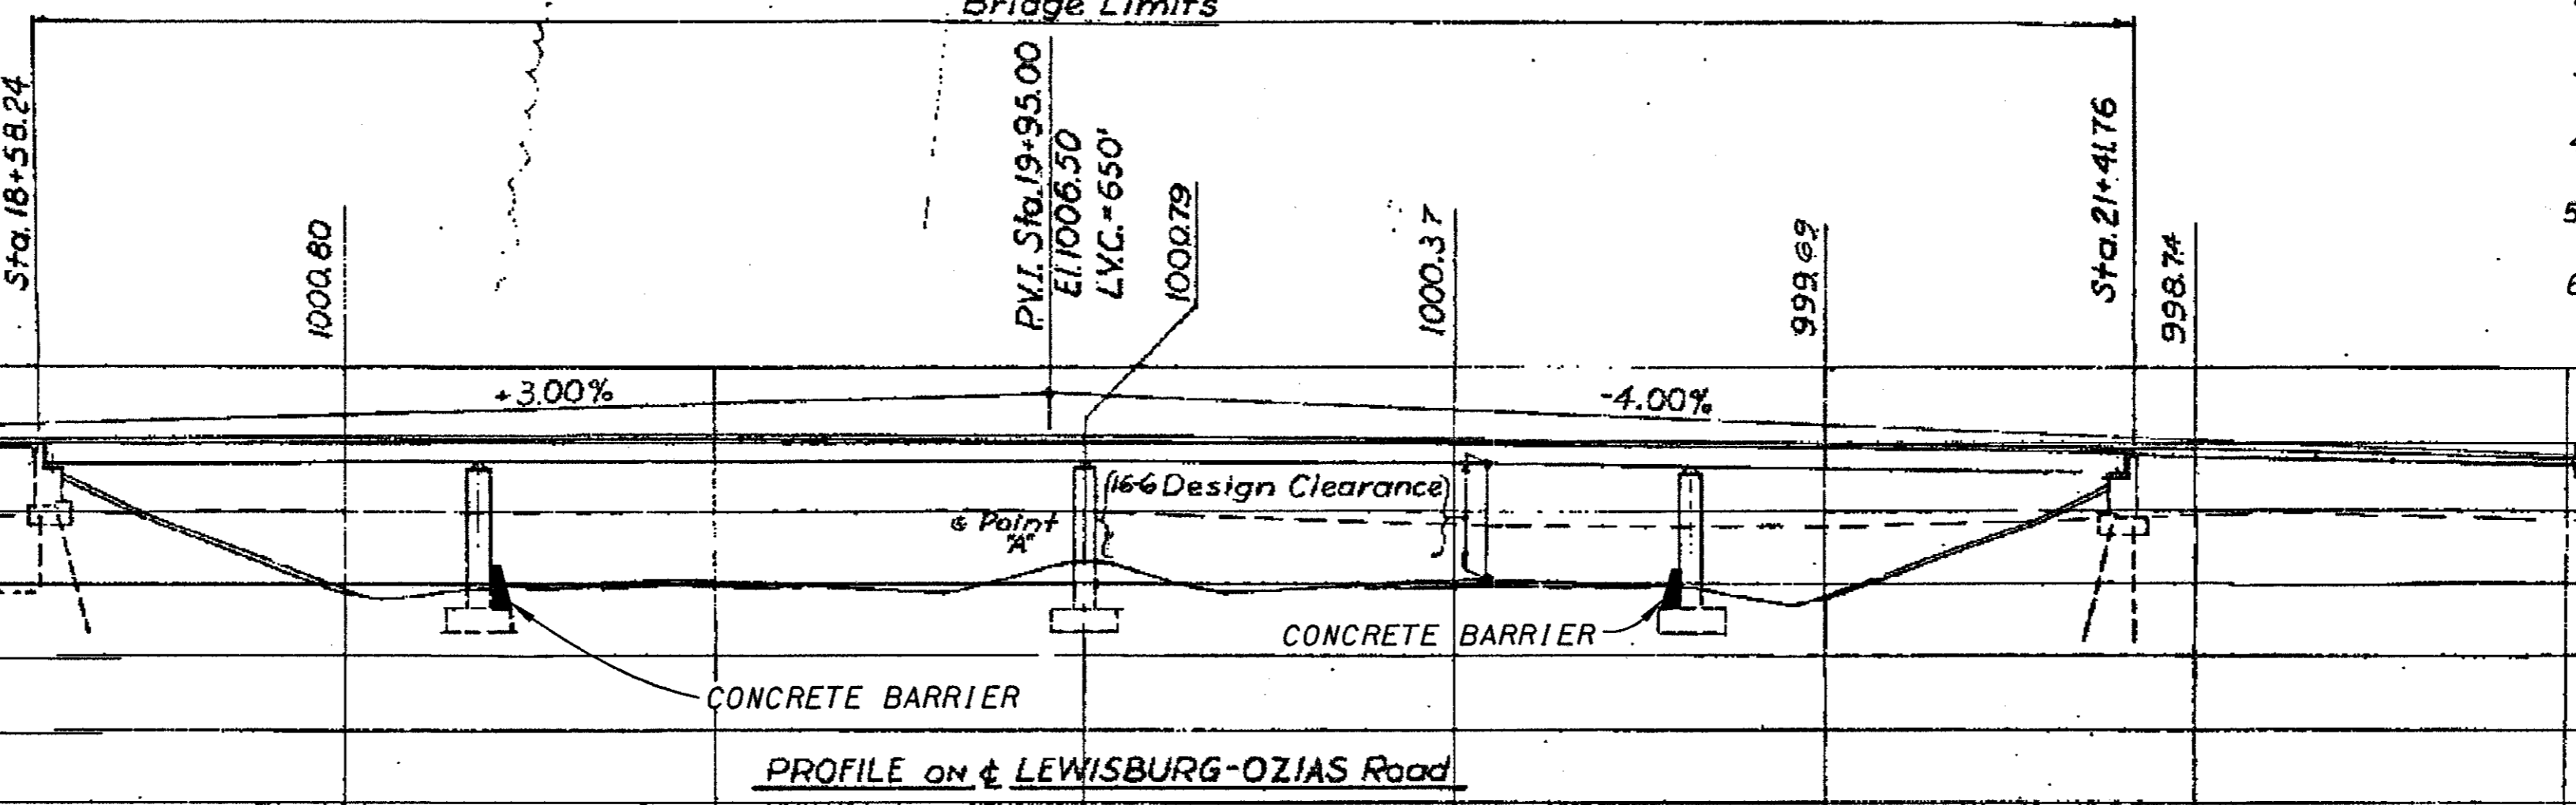 Bridge Limits
Sta. 18+58.24
1000.80
P.V.I. Sta. 19+95.00
El. 1006.50
L.V.C. = 650'
1000.79
1000.37
999.69
Sta. 21+41.76
998.74
+3.00%
-4.00%
(16-6 Design Clearance)
℄ Point
"A"
CONCRETE BARRIER
CONCRETE BARRIER
PROFILE ON ℄ LEWISBURG-OZIAS Road